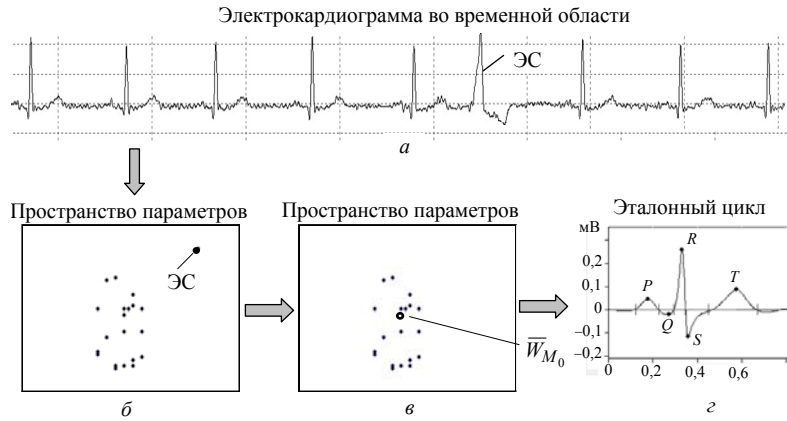 Электрокардиограмма во временной области
ЭС
а
Пространство параметров
Пространство параметров
Эталонный цикл
ЭС
W̅_M₀
мВ
0,2
0,1
0
–0,1
–0,2
P
Q
R
S
T
0
0,2
0,4
0,6
б
в
г